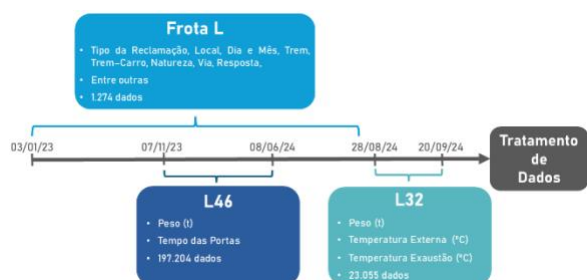 Frota L
• Tipo da Reclamação, Local, Dia e Mês, Trem,
Trem-Carro, Natureza, Via, Resposta,
• Entre outras
• 1.274 dados
03/01/23
07/11/23
08/06/24
28/08/24
20/09/24
Tratamento
de
Dados
L46
• Peso (t)
• Tempo das Portas
• 197.204 dados
L32
• Peso (t)
• Temperatura Externa (°C)
• Temperatura Exaustão (°C)
• 23.055 dados